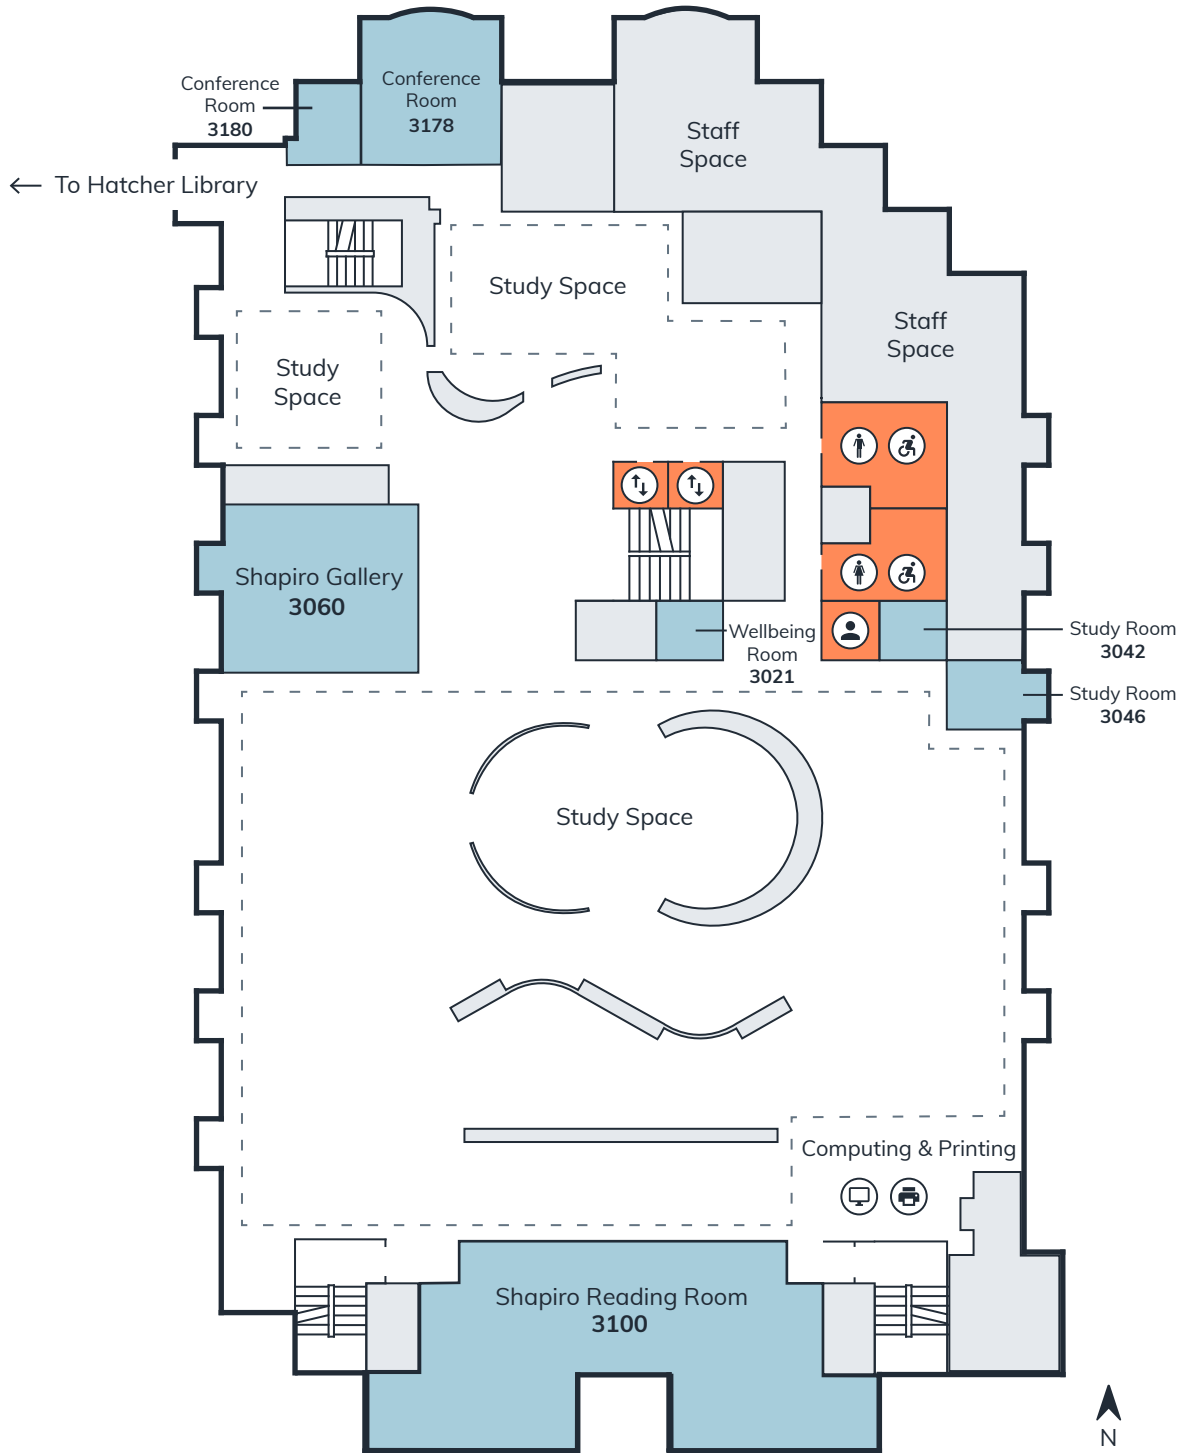 Conference
Room
3180
Conference
Room
3178
Staff
Space
To Hatcher Library
Study Space
Staff
Space
Study
Space
Shapiro Gallery
3060
Wellbeing
Room
3021
Study Room
3042
Study Room
3046
Study Space
Computing & Printing
Shapiro Reading Room
3100
N